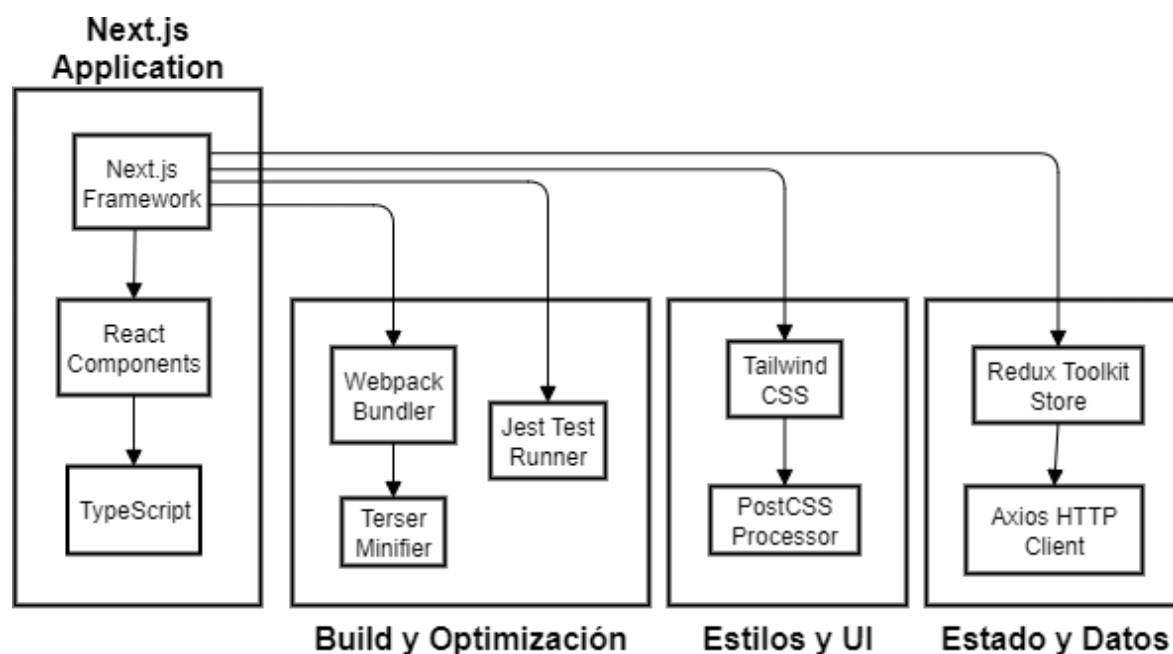 Next.js
Application
Next.js
Framework
React
Components
TypeScript
Webpack
Bundler
Jest Test
Runner
Terser
Minifier
Build y Optimización
Tailwind
CSS
PostCSS
Processor
Estilos y UI
Redux Toolkit
Store
Axios HTTP
Client
Estado y Datos